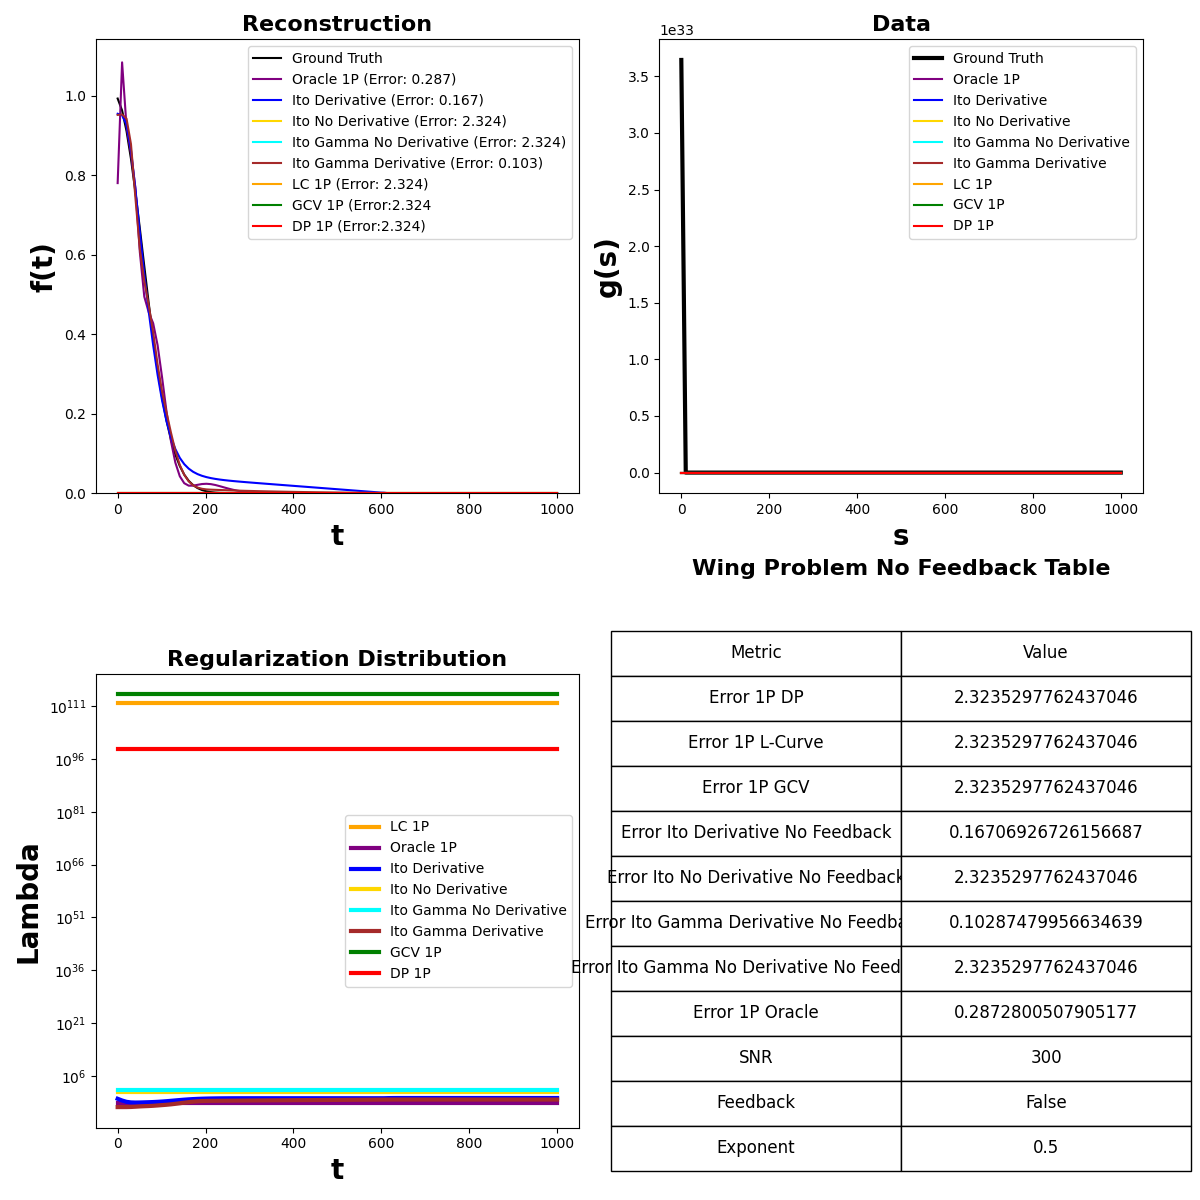 Reconstruction
f(t)
1.0
0.8
0.6
0.4
0.2
0.0
0 200 400 600 800 1000
t
Ground Truth
Oracle 1P (Error: 0.287)
Ito Derivative (Error: 0.167)
Ito No Derivative (Error: 2.324)
Ito Gamma No Derivative (Error: 2.324)
Ito Gamma Derivative (Error: 0.103)
LC 1P (Error: 2.324)
GCV 1P (Error:2.324
DP 1P (Error:2.324)
Data
1e33
g(s)
3.5
3.0
2.5
2.0
1.5
1.0
0.5
0.0
0 200 400 600 800 1000
s
Ground Truth
Oracle 1P
Ito Derivative
Ito No Derivative
Ito Gamma No Derivative
Ito Gamma Derivative
LC 1P
GCV 1P
DP 1P
Regularization Distribution
Lambda
10^111
10^96
10^81
10^66
10^51
10^36
10^21
10^6
0 200 400 600 800 1000
t
LC 1P
Oracle 1P
Ito Derivative
Ito No Derivative
Ito Gamma No Derivative
Ito Gamma Derivative
GCV 1P
DP 1P
Wing Problem No Feedback Table
Metric Value
Error 1P DP 2.3235297762437046
Error 1P L-Curve 2.3235297762437046
Error 1P GCV 2.3235297762437046
Error Ito Derivative No Feedback 0.16706926726156687
Error Ito No Derivative No Feedback 2.3235297762437046
Error Ito Gamma Derivative No Feedba 0.10287479956634639
Error Ito Gamma No Derivative No Feed 2.3235297762437046
Error 1P Oracle 0.2872800507905177
SNR 300
Feedback False
Exponent 0.5